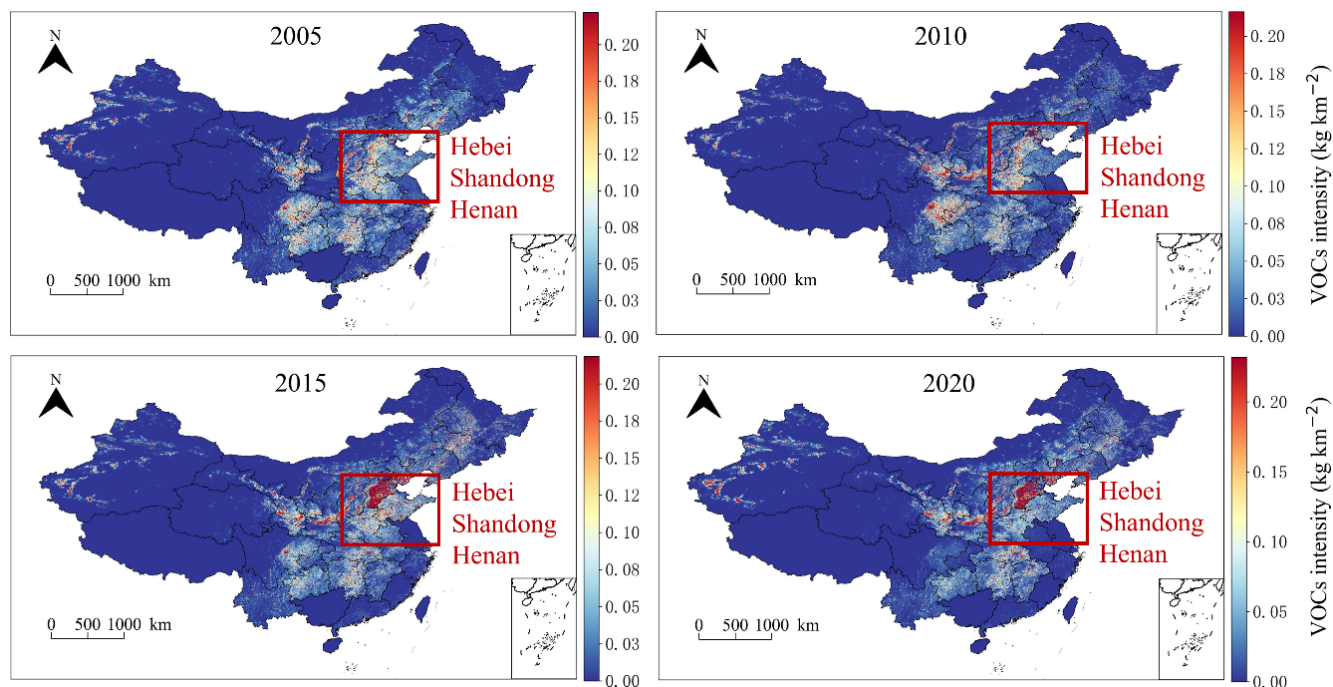 2005
N
Hebei
Shandong
Henan
0 500 1000 km
0.20
0.17
0.15
0.12
0.10
0.08
0.05
0.03
0.00
2010
N
Hebei
Shandong
Henan
0 500 1000 km
0.20
0.16
0.15
0.12
0.10
0.08
0.05
0.03
0.00
VOCs intensity (kg km−2)
2015
N
Hebei
Shandong
Henan
0 500 1000 km
0.20
0.17
0.15
0.12
0.10
0.08
0.05
0.03
0.00
2020
N
Hebei
Shandong
Henan
0 500 1000 km
0.20
0.15
0.10
0.05
0.00
VOCs intensity (kg km−2)